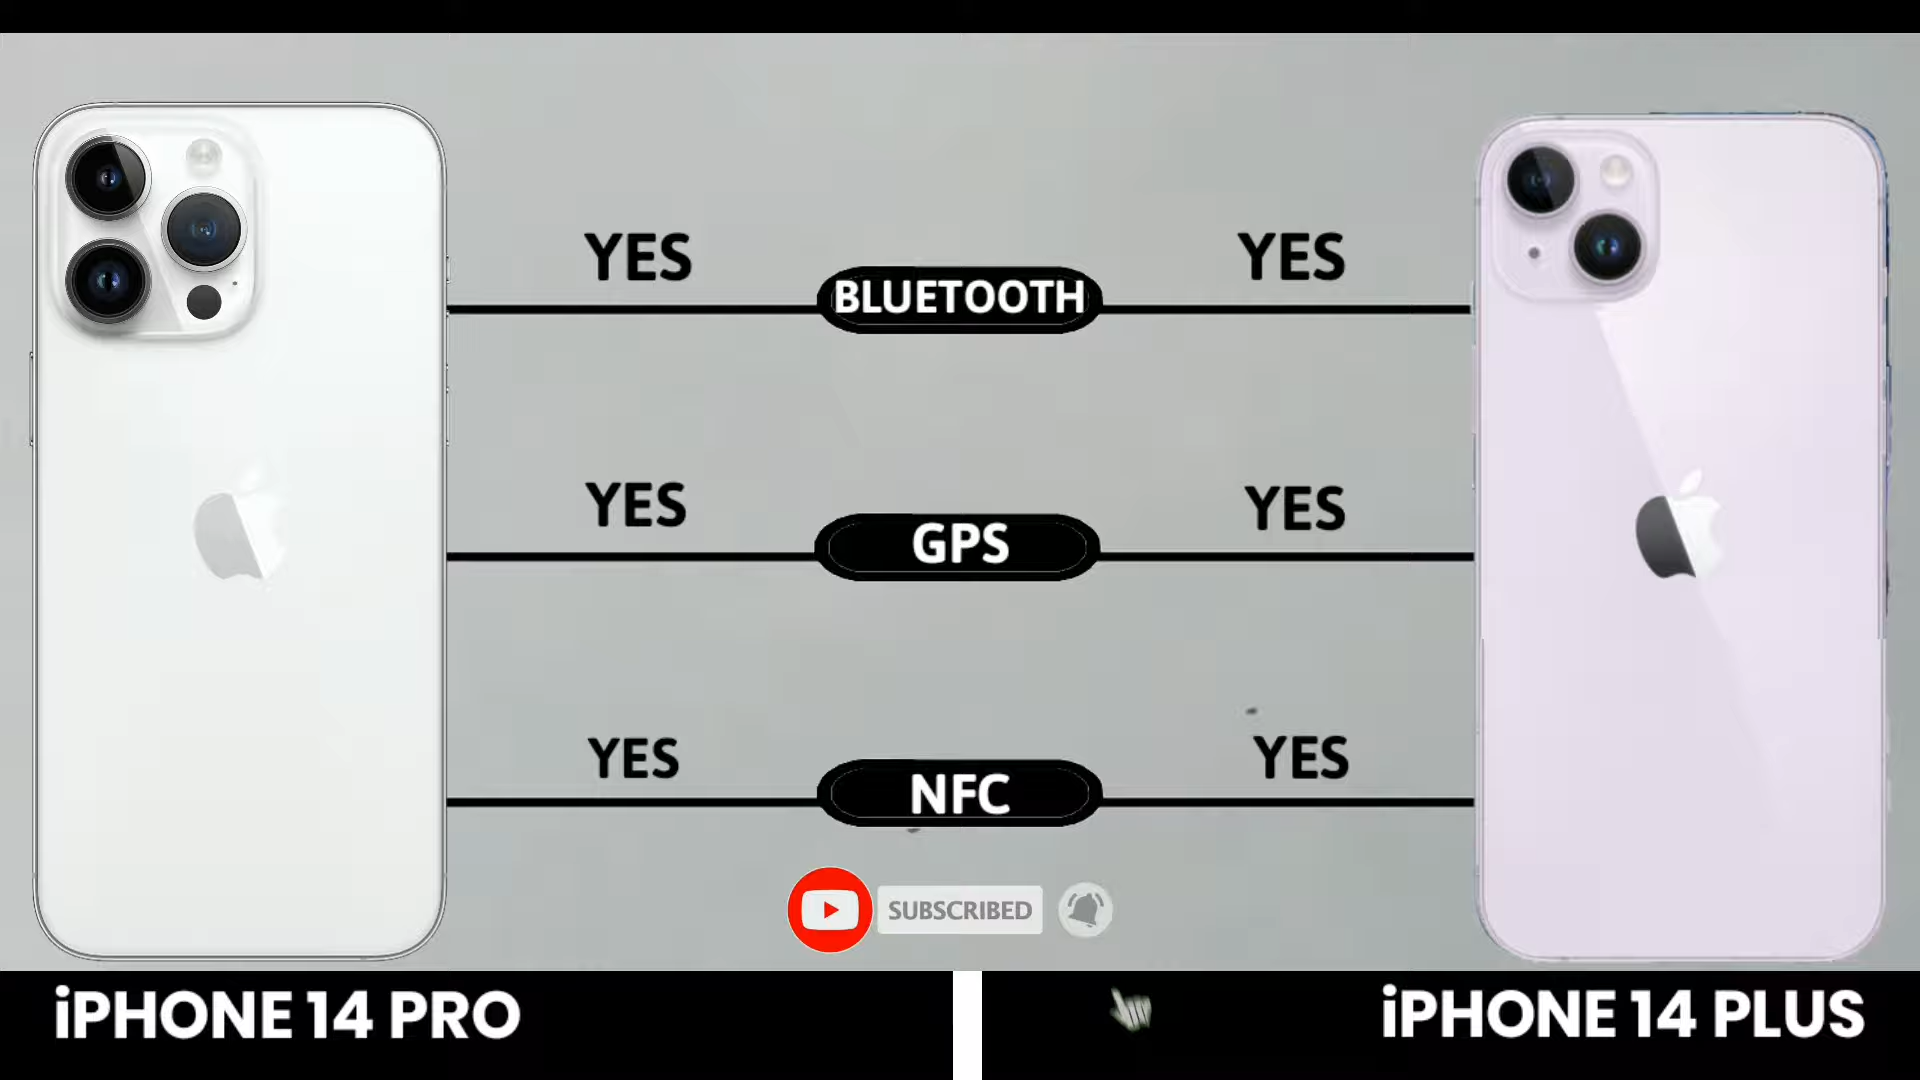 YES BLUETOOTH YES
YES GPS YES
YES NFC YES
SUBSCRIBED
iPHONE 14 PRO
iPHONE 14 PLUS